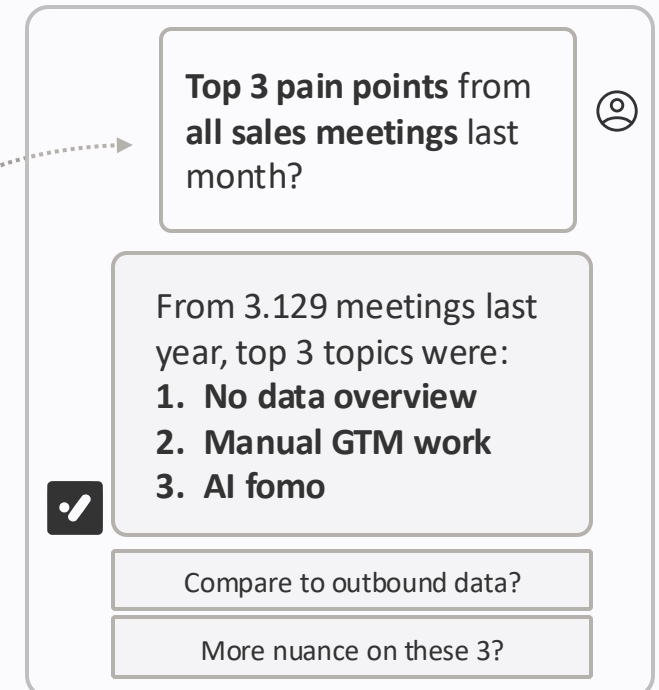 Top 3 pain points from
all sales meetings last
month?
From 3.129 meetings last
year, top 3 topics were:
1. No data overview
2. Manual GTM work
3. AI fomo
Compare to outbound data?
More nuance on these 3?